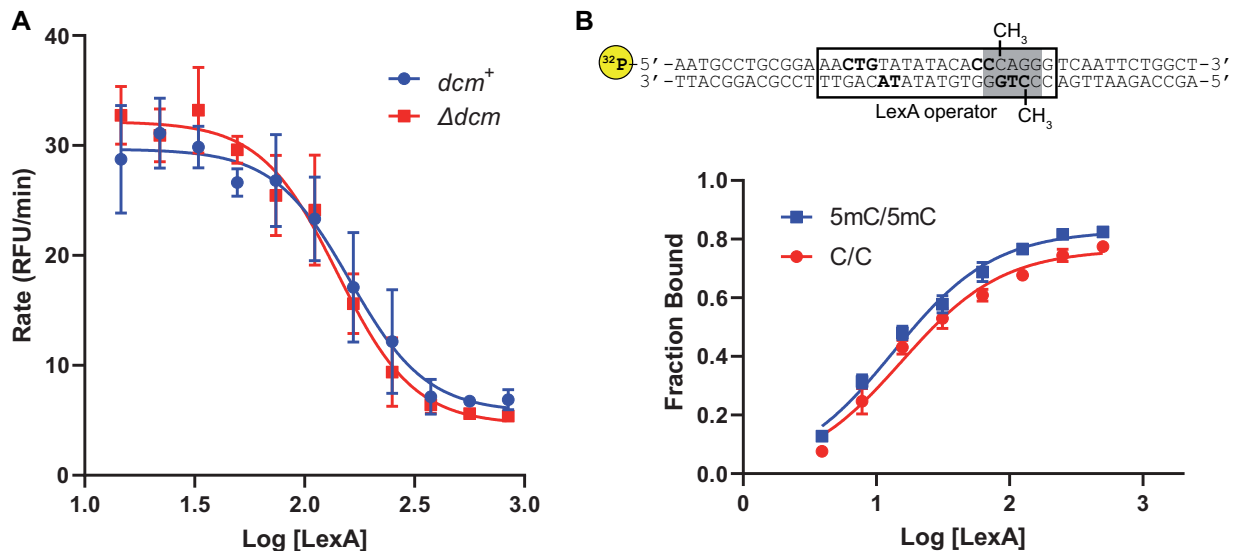 A
B
Rate (RFU/min)
40
30
20
10
0
dcm+
Δdcm
1.0
1.5
2.0
2.5
3.0
Log [LexA]
CH3
32P-5′-AATGCCTGCGGAAACTGTATATACACCCAGGGTCAATTCTGGCT-3′
3′-TTACGGACGCCTTTGACATATATGTGGGTCCCAGTTAAGACCGA-5′
LexA operator
CH3
Fraction Bound
1.0
0.8
0.6
0.4
0.2
0.0
5mC/5mC
C/C
0
1
2
3
Log [LexA]